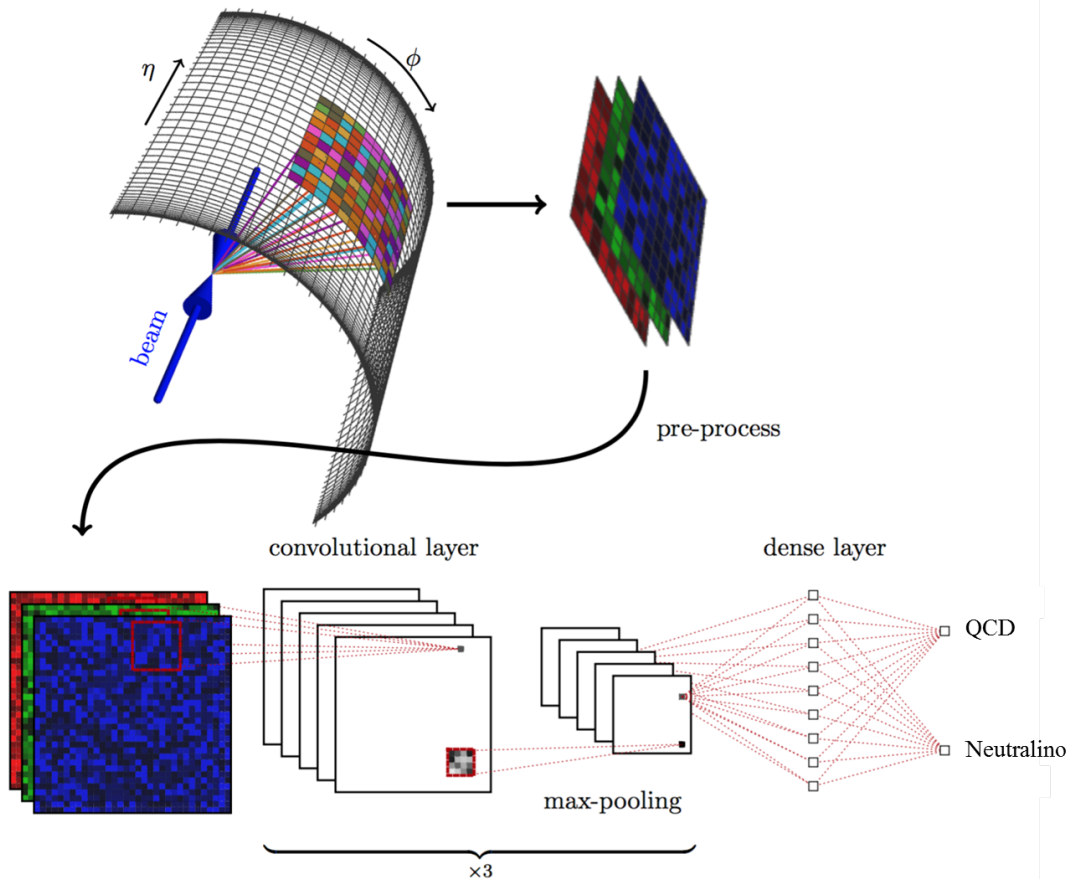 η
ϕ
beam
pre-process
convolutional layer
dense layer
QCD
Neutralino
max-pooling
×3